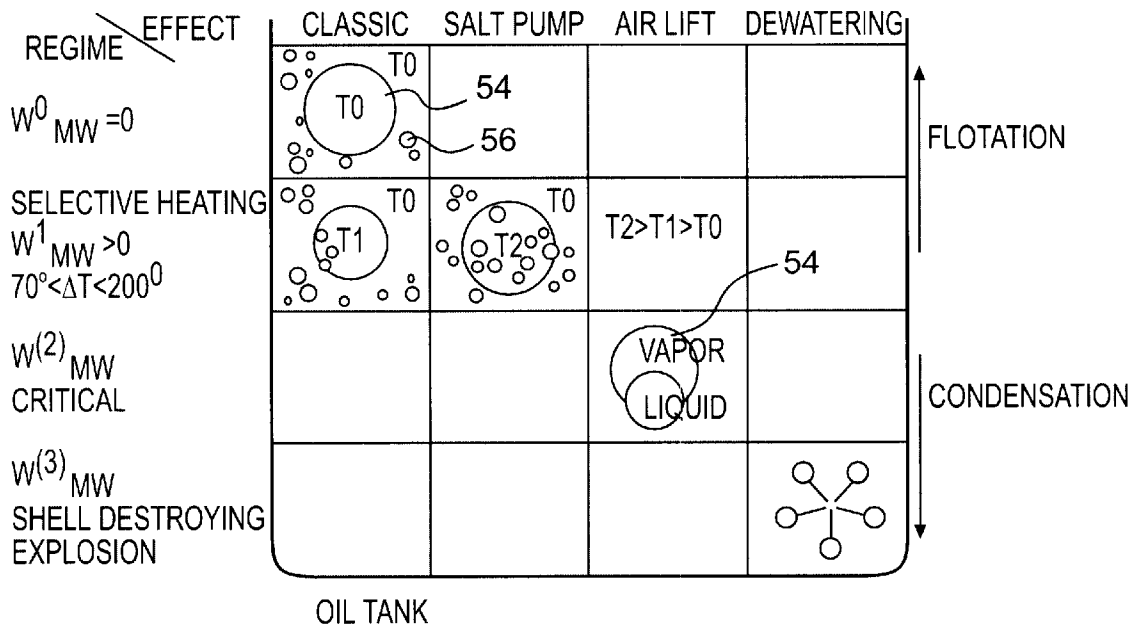 REGIME EFFECT CLASSIC SALT PUMP AIR LIFT DEWATERING
W⁰MW =0
T0
T0
54
56
FLOTATION
SELECTIVE HEATING
W¹MW >0
70°<ΔT<200⁰
T0
T1
T0
T2
T2>T1>T0
54
W⁽²⁾MW
CRITICAL
VAPOR
LIQUID
CONDENSATION
W⁽³⁾MW
SHELL DESTROYING
EXPLOSION
OIL TANK